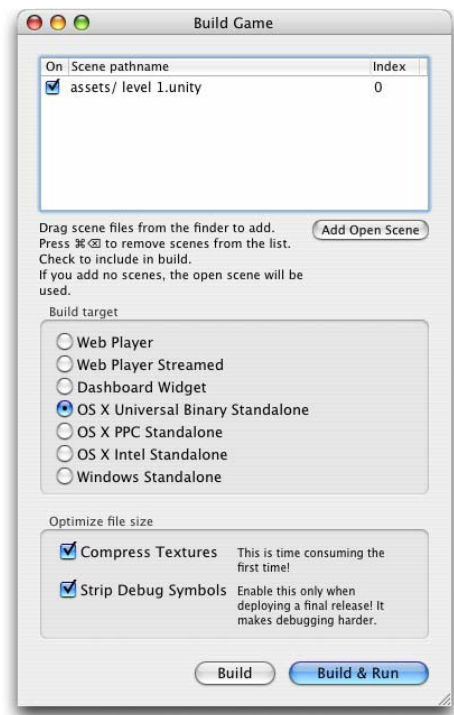 Build Game
On Scene pathname Index
assets/ level 1.unity 0
Drag scene files from the finder to add.
Press ⌘⌫ to remove scenes from the list.
Check to include in build.
If you add no scenes, the open scene will be
used.
Add Open Scene
Build target
Web Player
Web Player Streamed
Dashboard Widget
OS X Universal Binary Standalone
OS X PPC Standalone
OS X Intel Standalone
Windows Standalone
Optimize file size
Compress Textures
This is time consuming the
first time!
Strip Debug Symbols
Enable this only when
deploying a final release! It
makes debugging harder.
Build
Build & Run